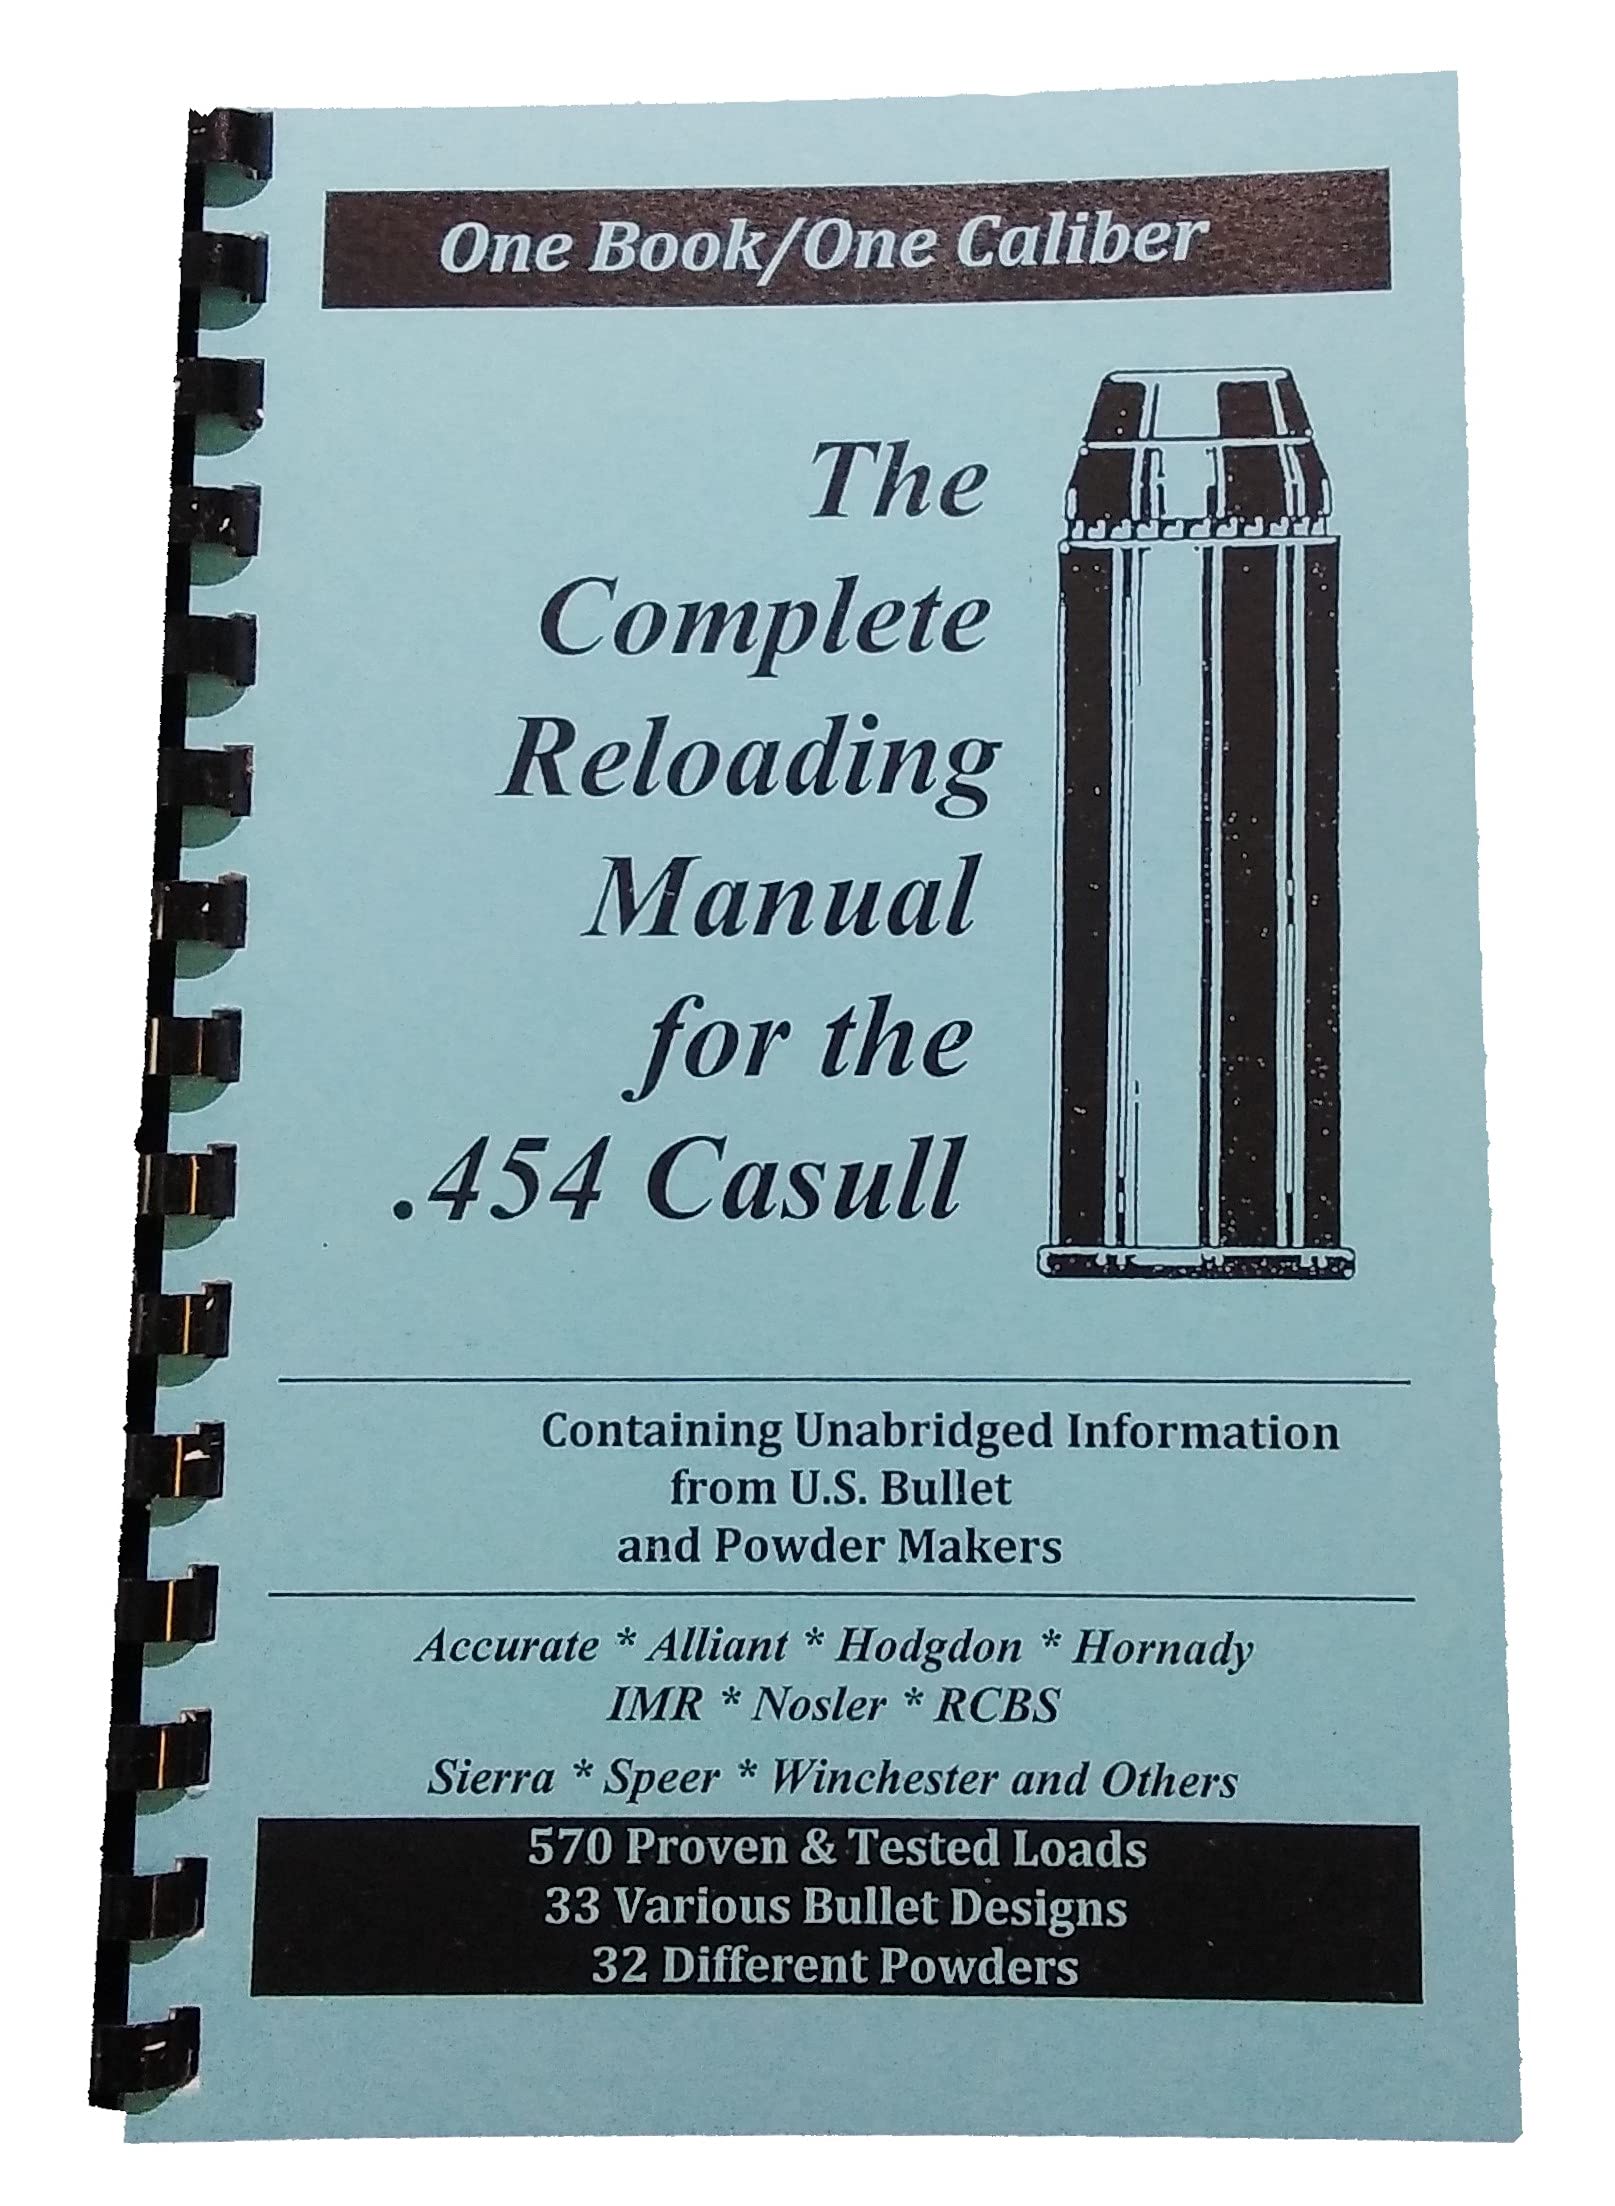 One Book/One Caliber
The
Complete
Reloading
Manual
for the
.454 Casull
Containing Unabridged Information
from U.S. Bullet
and Powder Makers
Accurate * Alliant * Hodgdon * Hornady
IMR * Nosler * RCBS
Sierra * Speer * Winchester and Others
570 Proven & Tested Loads
33 Various Bullet Designs
32 Different Powders